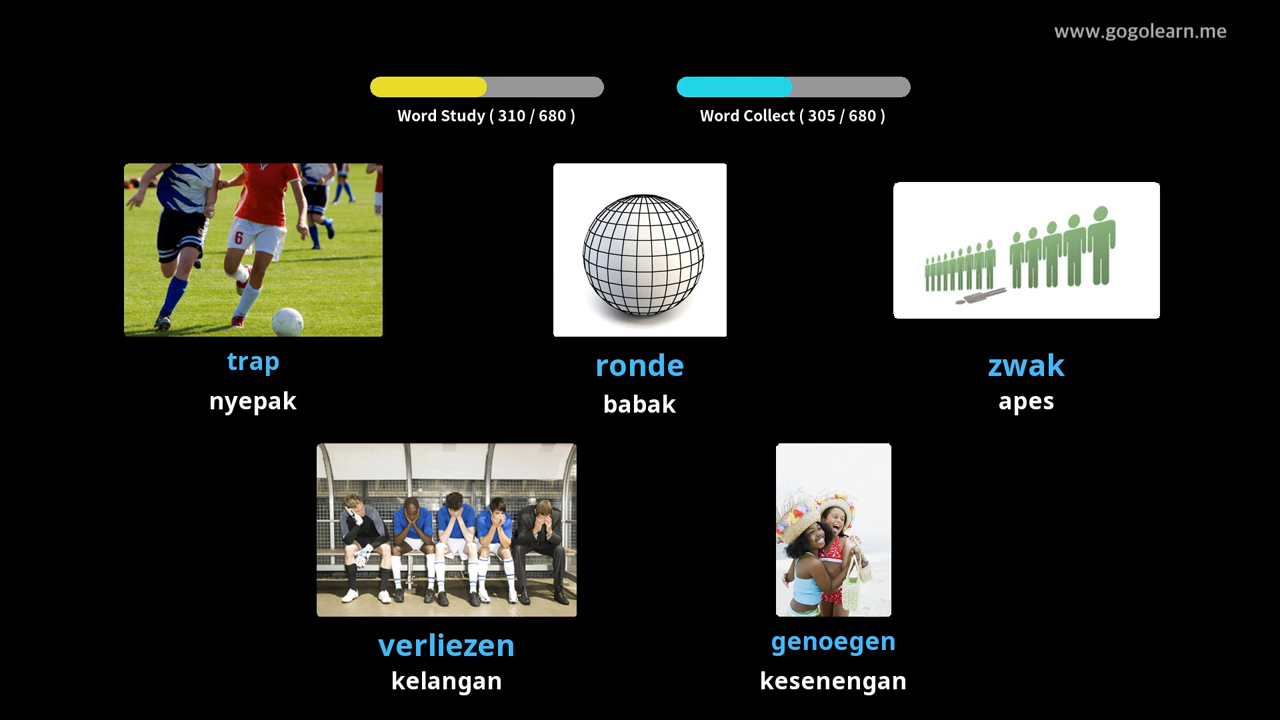 www.gogolearn.me
Word Study ( 310 / 680 )
Word Collect ( 305 / 680 )
trap
nyepak
ronde
babak
zwak
apes
6
verliezen
kelangan
genoegen
kesenengan